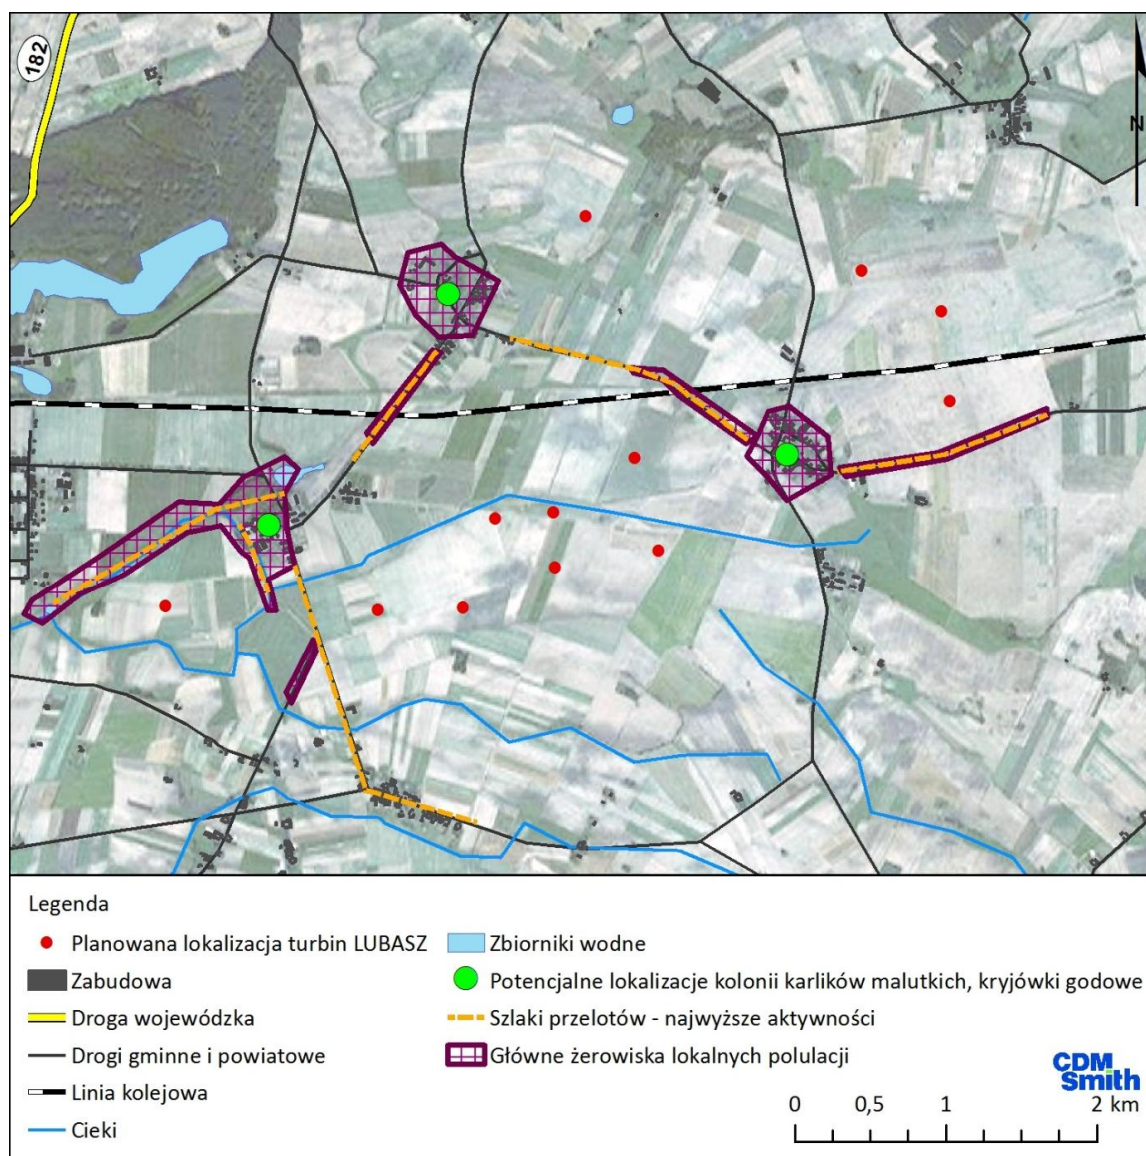 182
N
Legenda
Planowana lokalizacja turbin LUBASZ
Zabudowa
Droga wojewódzka
Drogi gminne i powiatowe
Linia kolejowa
Cieki
Zbiorniki wodne
Potencjalne lokalizacje kolonii karlików malutkich, kryjówki godowe
Szlaki przelotów - najwyższe aktywności
Główne żerowiska lokalnych polulacji
CDM
Smith
0 0,5 1 2 km